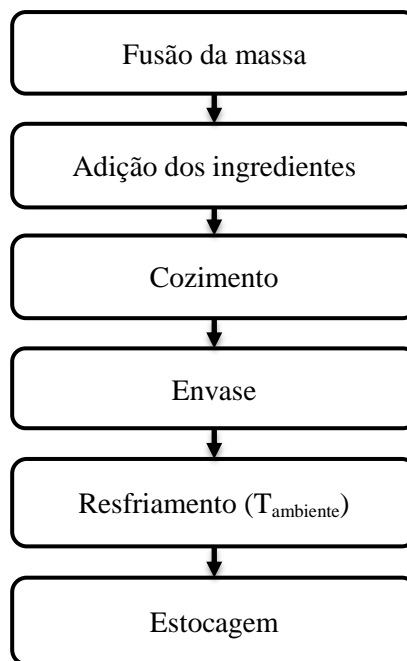 Fusão da massa
Adição dos ingredientes
Cozimento
Envase
Resfriamento (Tambiente)
Estocagem